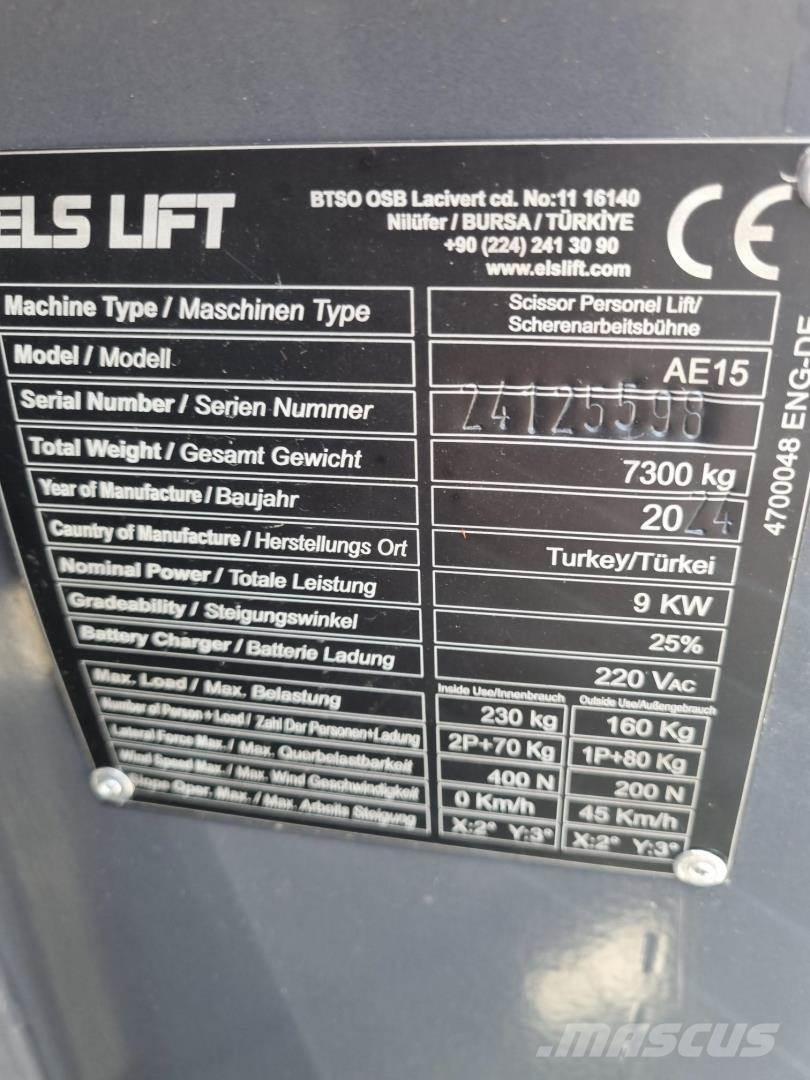 ELS LIFT
BTSO OSB Lacivert cd. No:11 16140
Nilüfer / BURSA / TÜRKİYE
+90 (224) 241 30 90
www.elslift.com
CE
Machine Type / Maschinen Type
Scissor Personel Lift/
Scherenarbeitsbühne
Model / Modell
AE15
Serial Number / Serien Nummer
24125598
Total Weight / Gesamt Gewicht
7300 kg
Year of Manufacture / Baujahr
2024
Cauntry of Manufacture / Herstellungs Ort
Turkey/Türkei
Nominal Power / Totale Leistung
9 KW
Gradeability / Steigungswinkel
25%
Battery Charger / Batterie Ladung
220 VAC
Inside Use/Innenbrauch
Outside Use/Außengebrauch
Max. Load / Max. Belastung
230 kg
160 Kg
Number of Person+Load / Zahl Der Personen+Ladung
2P+70 Kg
1P+80 Kg
Lateral Force Max. / Max. Querbelastbarkeit
400 N
200 N
Wind Speed Max. / Max. Wind Geschwindigkeit
0 Km/h
45 Km/h
Slope Oper. Max. / Max. Arbeits Steigung
X:2° Y:3°
X:2° Y:3°
4700048 ENG-DE
MASCUS